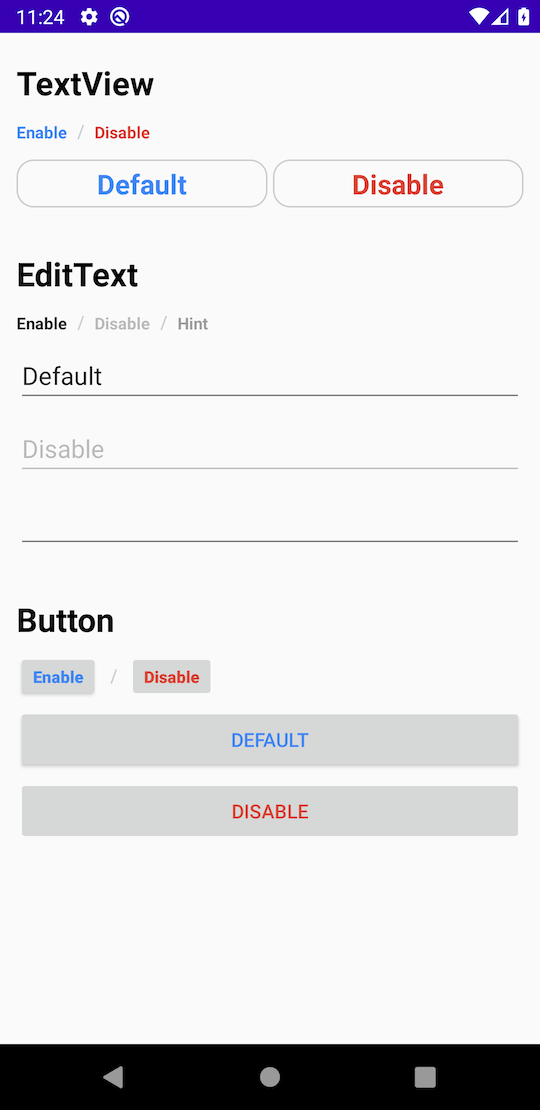 11:24
TextView
Enable / Disable
Default Disable
EditText
Enable / Disable / Hint
Default
Disable
Button
Enable / Disable
DEFAULT
DISABLE